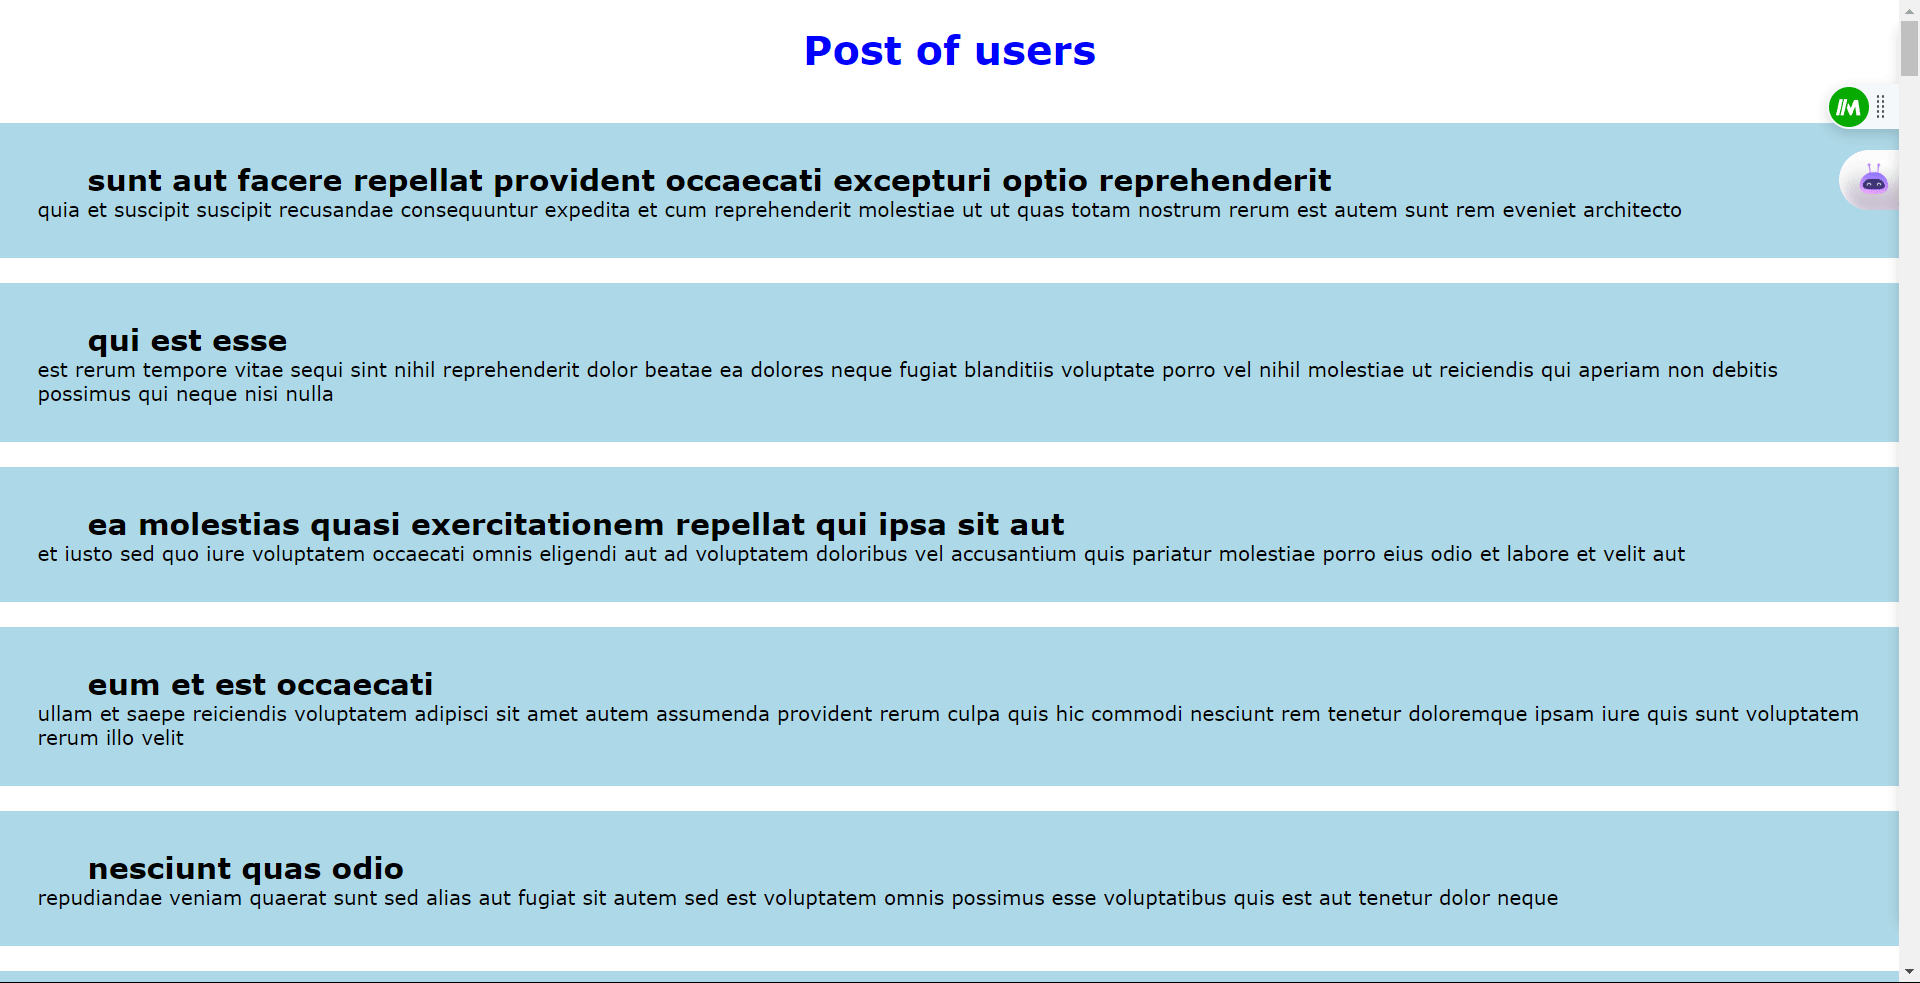 Post of users
sunt aut facere repellat provident occaecati excepturi optio reprehenderit
quia et suscipit suscipit recusandae consequuntur expedita et cum reprehenderit molestiae ut ut quas totam nostrum rerum est autem sunt rem eveniet architecto
qui est esse
est rerum tempore vitae sequi sint nihil reprehenderit dolor beatae ea dolores neque fugiat blanditiis voluptate porro vel nihil molestiae ut reiciendis qui aperiam non debitis
possimus qui neque nisi nulla
ea molestias quasi exercitationem repellat qui ipsa sit aut
et iusto sed quo iure voluptatem occaecati omnis eligendi aut ad voluptatem doloribus vel accusantium quis pariatur molestiae porro eius odio et labore et velit aut
eum et est occaecati
ullam et saepe reiciendis voluptatem adipisci sit amet autem assumenda provident rerum culpa quis hic commodi nesciunt rem tenetur doloremque ipsam iure quis sunt voluptatem
rerum illo velit
nesciunt quas odio
repudiandae veniam quaerat sunt sed alias aut fugiat sit autem sed est voluptatem omnis possimus esse voluptatibus quis est aut tenetur dolor neque